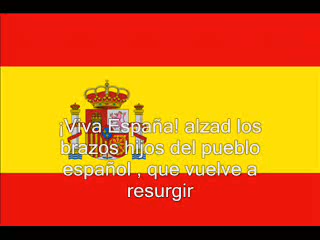 ¡Viva España! alzad los
brazos hijos del pueblo
español , que vuelve a
resurgir